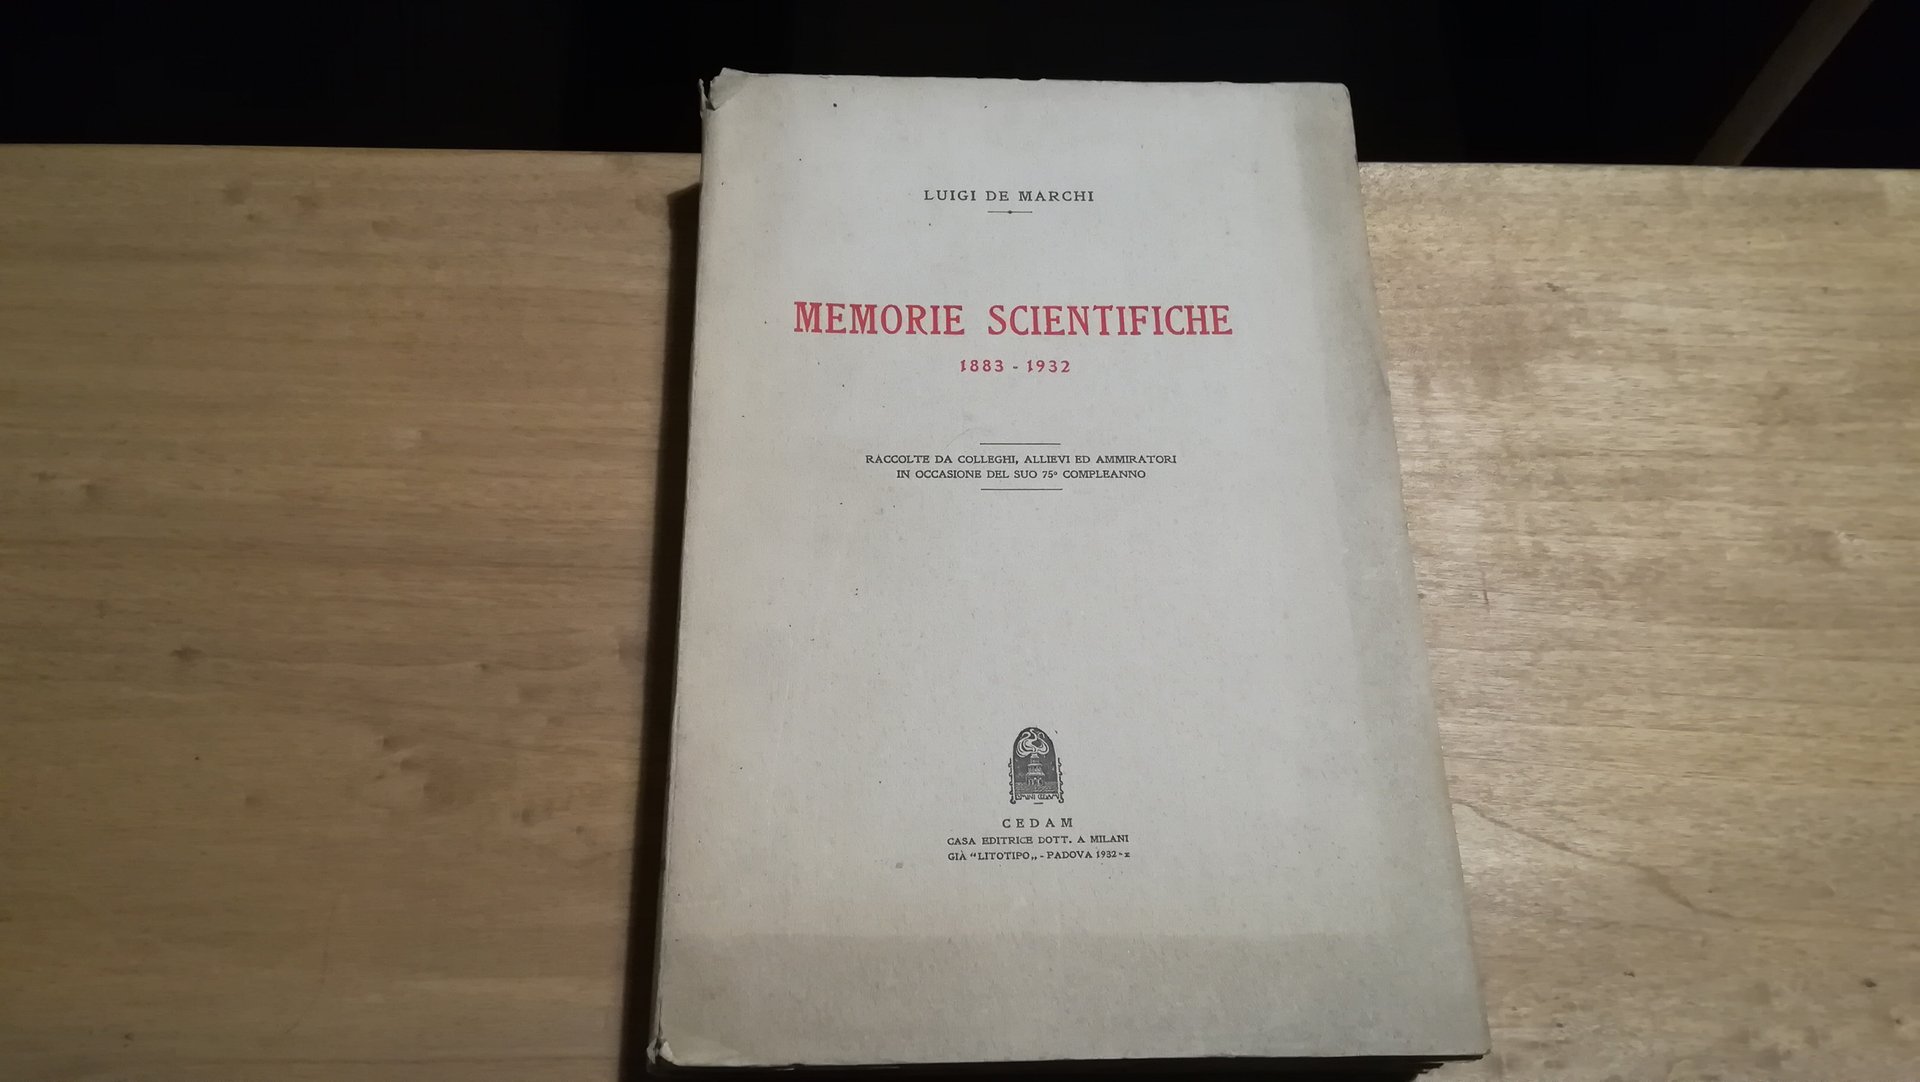 LUIGI DE MARCHI
MEMORIE SCIENTIFICHE
1883 - 1932
RACCOLTE DA COLLEGHI, ALLIEVI ED AMMIRATORI
IN OCCASIONE DEL SUO 75º COMPLEANNO
CEDAM
CASA EDITRICE DOTT. A MILANI
GIÀ "LITOTIPO„ - PADOVA 1932-X